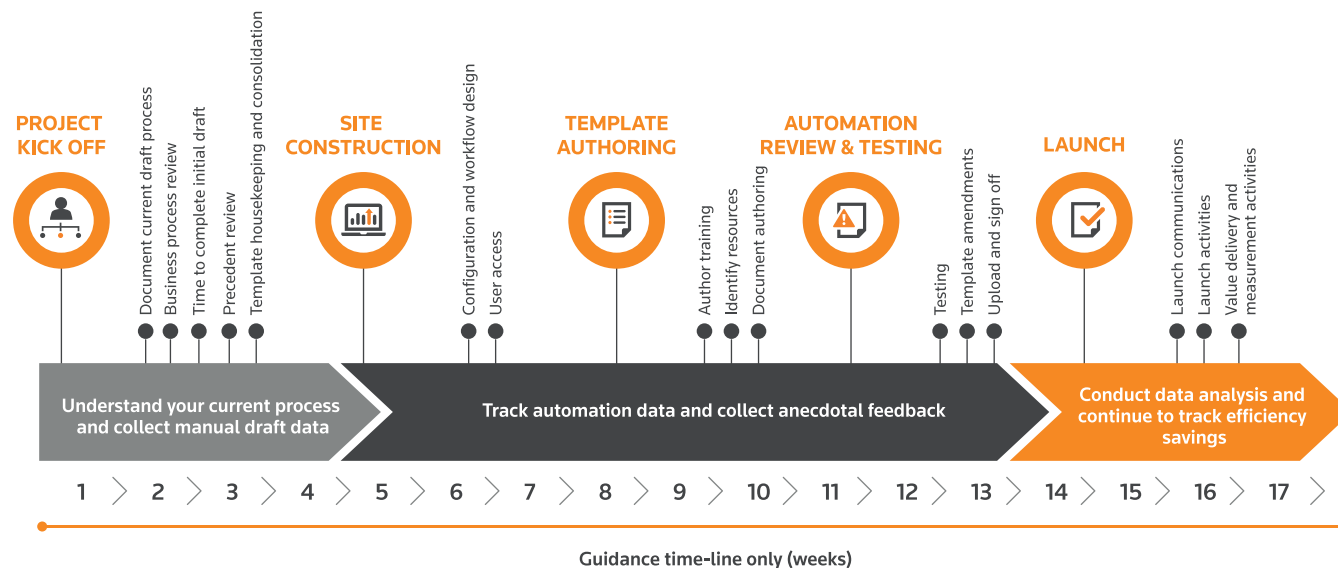 PROJECT
KICK OFF
Document current draft process
Business process review
Time to complete initial draft
Precedent review
Template housekeeping and consolidation
SITE
CONSTRUCTION
Configuration and workflow design
User access
TEMPLATE
AUTHORING
Author training
Identify resources
Document authoring
AUTOMATION
REVIEW & TESTING
Testing
Template amendments
Upload and sign off
LAUNCH
Launch communications
Launch activities
Value delivery and
measurement activities
Understand your current process
and collect manual draft data
Track automation data and collect anecdotal feedback
Conduct data analysis and
continue to track efficiency
savings
1 2 3 4 5 6 7 8 9 10 11 12 13 14 15 16 17
Guidance time-line only (weeks)